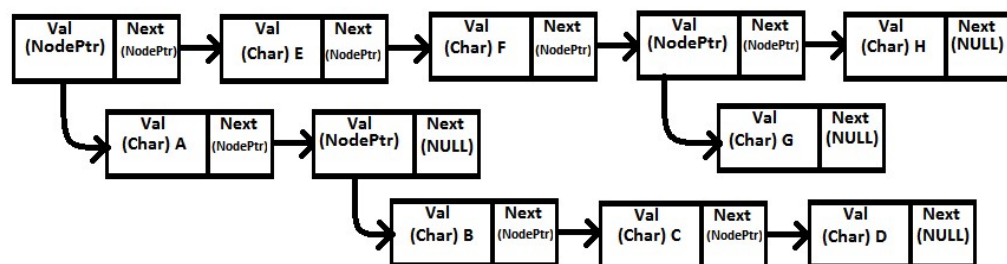 Val Next Val Next Val Next Val Next Val Next
(NodePtr) (NodePtr) (Char) E (NodePtr) (Char) F (NodePtr) (NodePtr) (NodePtr) (Char) H (NULL)
Val Next Val Next Val Next
(Char) A (NodePtr) (NodePtr) (NULL) (Char) G (NULL)
Val Next Val Next Val Next
(Char) B (NodePtr) (Char) C (NodePtr) (Char) D (NULL)